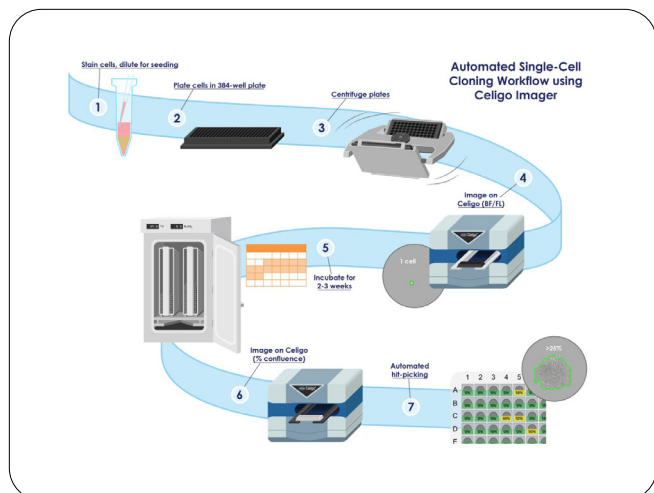 Automated Single-Cell
Cloning Workflow using
Celigo Imager
Stain cells, dilute for seeding
1
Plate cells in 384-well plate
2
Centrifuge plates
3
4
Image on
Celigo (BF/FL)
Celigo
1 cell
5
Incubate for
2-3 weeks
Image on Celigo
(% confluence)
6
Celigo
Automated
hit-picking
7
>25%
1 2 3 4 5
A
B
C
D
E